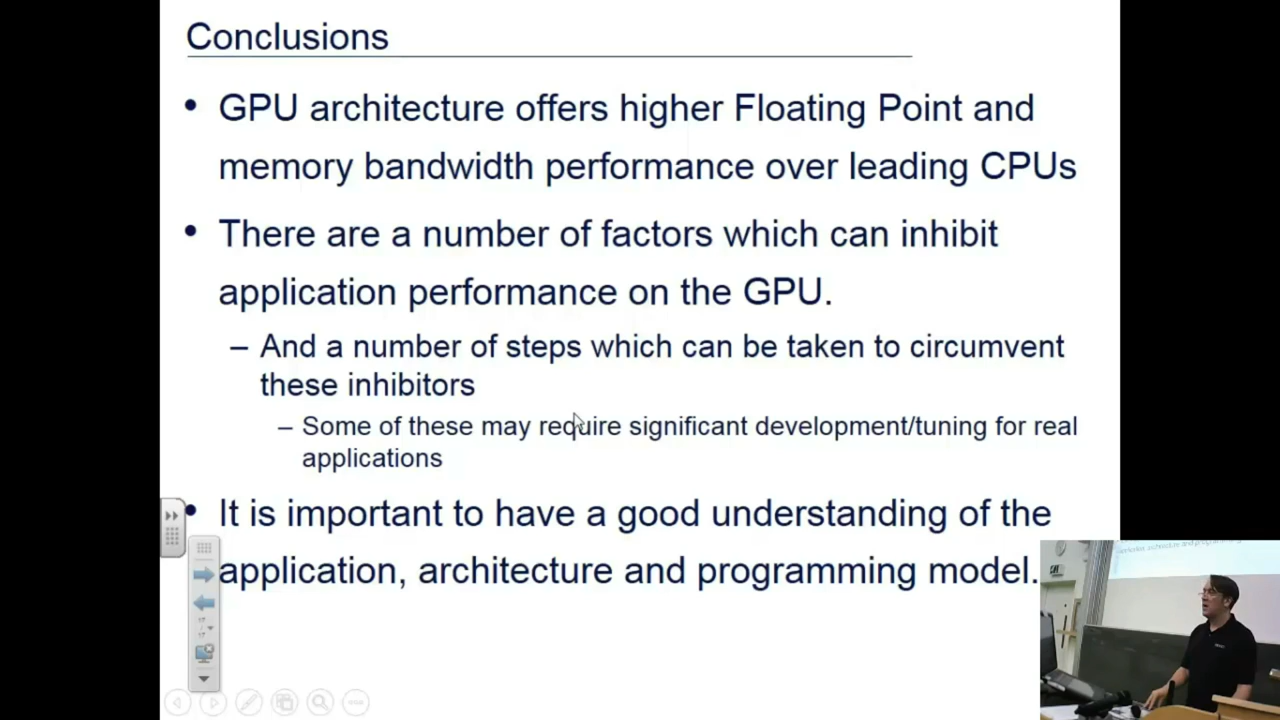 Conclusions
• GPU architecture offers higher Floating Point and
memory bandwidth performance over leading CPUs
• There are a number of factors which can inhibit
application performance on the GPU.
– And a number of steps which can be taken to circumvent
these inhibitors
– Some of these may require significant development/tuning for real
applications
• It is important to have a good understanding of the
application, architecture and programming model.